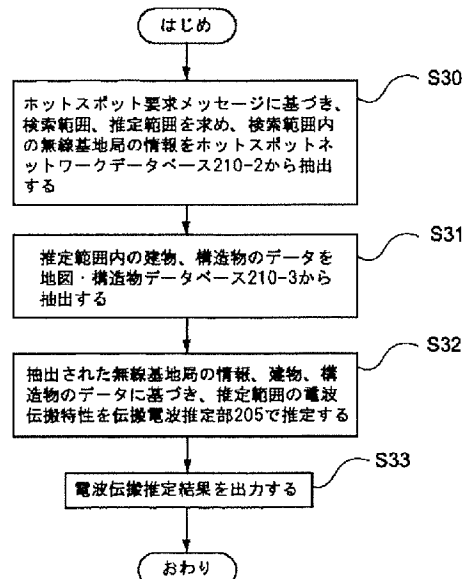 はじめ
S30
ホットスポット要求メッセージに基づき、
検索範囲、推定範囲を求め、検索範囲内
の無線基地局の情報をホットスポットネ
ットワークデータベース210-2から抽出
する
S31
推定範囲内の建物、構造物のデータを
地図・構造物データベース210-3から
抽出する
S32
抽出された無線基地局の情報、建物、構
造物のデータに基づき、推定範囲の電波
伝搬特性を伝搬電波推定部205で推定する
S33
電波伝搬推定結果を出力する
おわり